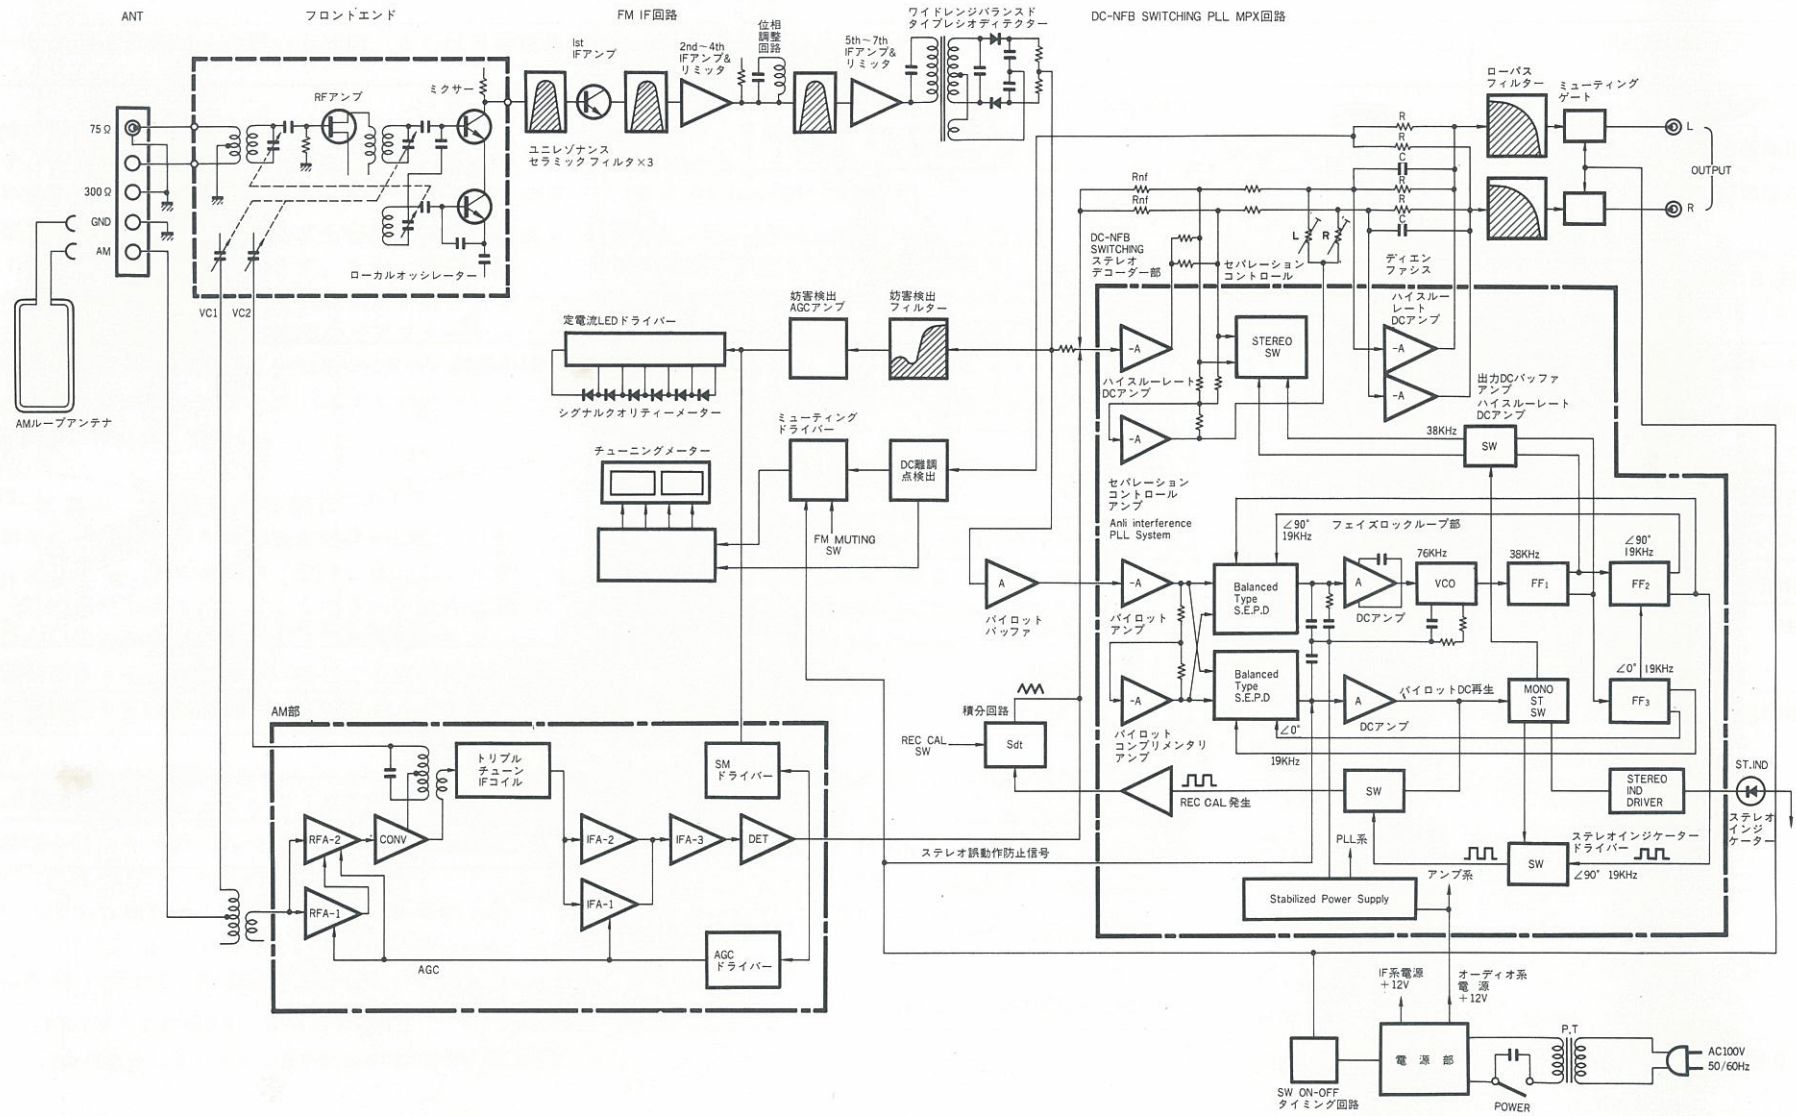 ANT
フロントエンド
FM IF回路
ワイドレンジバランスド
タイプレシオディテクター
DC-NFB SWITCHING PLL MPX回路
Ist
IFアンプ
2nd～4th
IFアンプ&
リミッタ
位相
調整
回路
5th～7th
IFアンプ&
リミッタ
ローパス
フィルター
ミューティング
ゲート
RFアンプ
ミクサー
75Ω
300Ω
GND
AM
ユニレゾナンス
セラミックフィルタ×3
ローカルオッシレーター
VC1
VC2
AMループアンテナ
R
R
C
R
R
C
L
R
OUTPUT
Rnf
Rnf
DC-NFB
SWITCHING
ステレオ
デコーダー部
セパレーション
コントロール
L
R
ディエン
ファシス
ハイスルー
レート
DCアンプ
定電流LEDドライバー
妨害検出
AGCアンプ
妨害検出
フィルター
シグナルクオリティーメーター
-A
ハイスルーレート
DCアンプ
STEREO
SW
-A
-A
出力DCバッファ
アンプ
ハイスルーレート
DCアンプ
チューニングメーター
ミューティング
ドライバー
DC離調
点検出
FM MUTING
SW
-A
セパレーション
コントロール
アンプ
38KHz
SW
Anli interference
PLL System
∠90°
19KHz
フェイズロックループ部
A
パイロット
バッファ
-A
パイロット
アンプ
Balanced
Type
S.E.P.D
A
DCアンプ
76KHz
VCO
38KHz
FF1
∠90°
19KHz
FF2
-A
パイロット
コンプリメンタリ
アンプ
Balanced
Type
S.E.P.D
∠0°
19KHz
A
DCアンプ
パイロットDC再生
MONO
ST
SW
∠0° 19KHz
FF3
積分回路
REC CAL
SW
Sdt
REC CAL発生
SW
STEREO
IND
DRIVER
ST.IND
ステレオ
インジ
ケーター
AM部
トリプル
チューン
IFコイル
SM
ドライバー
RFA-2
CONV
IFA-2
IFA-3
DET
RFA-1
IFA-1
AGC
AGC
ドライバー
ステレオ誤動作防止信号
PLL系
アンプ系
ステレオインジケーター
ドライバー
SW
∠90° 19KHz
Stabilized Power Supply
IF系電源
+12V
オーディオ系
電源
+12V
電源部
SW ON-OFF
タイミング回路
P.T
POWER
AC100V
50/60Hz